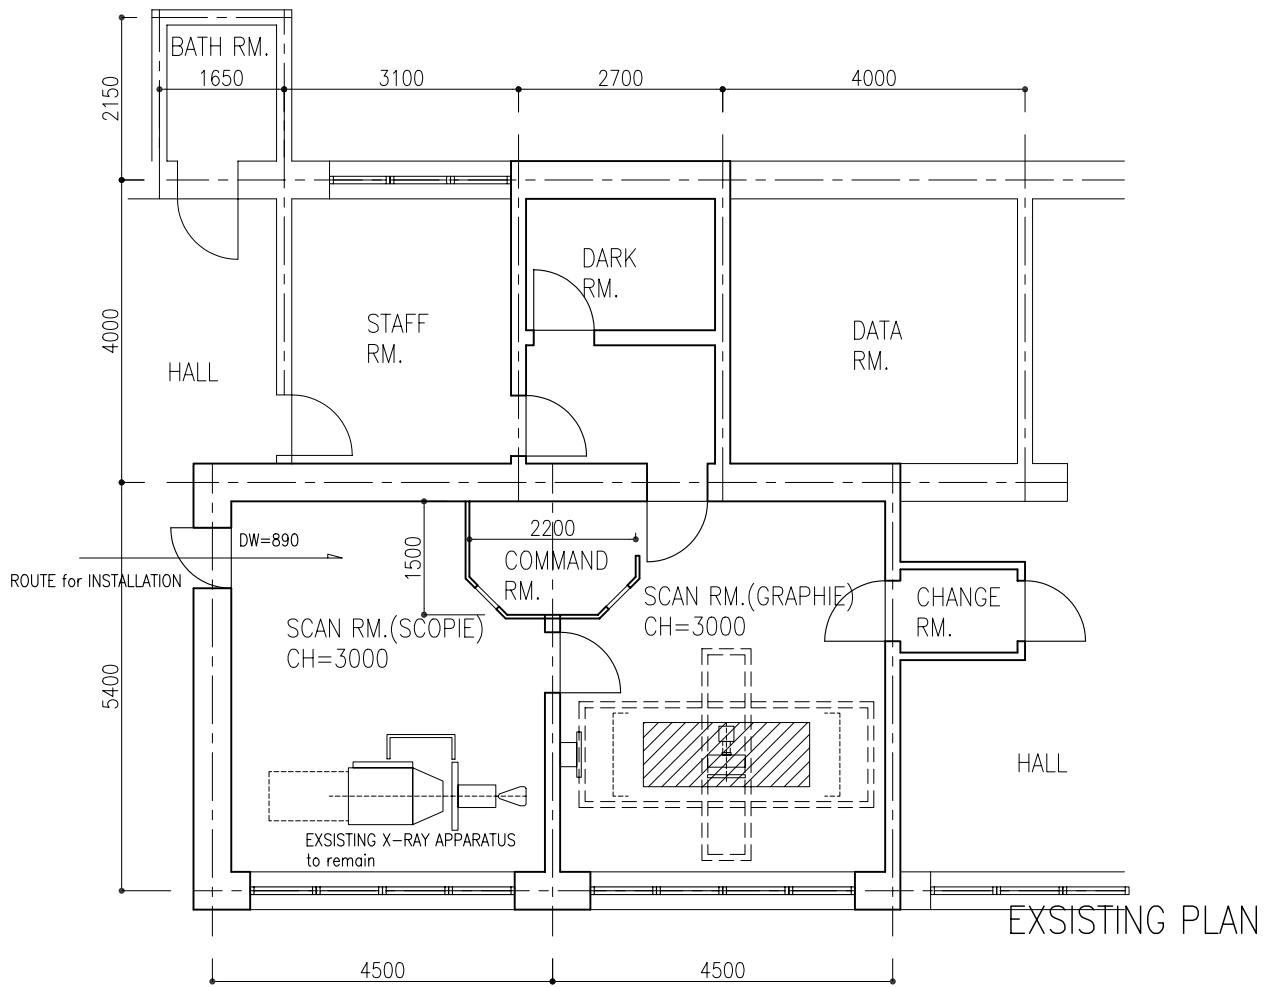 BATH RM.
1650
3100
2700
4000
2150
DARK
RM.
STAFF
RM.
DATA
RM.
4000
HALL
2200
DW=890
1500
COMMAND
RM.
ROUTE for INSTALLATION
SCAN RM.(GRAPHIE)
CH=3000
CHANGE
RM.
SCAN RM.(SCOPIE)
CH=3000
5400
HALL
EXSISTING X-RAY APPARATUS
to remain
EXSISTING PLAN
4500
4500